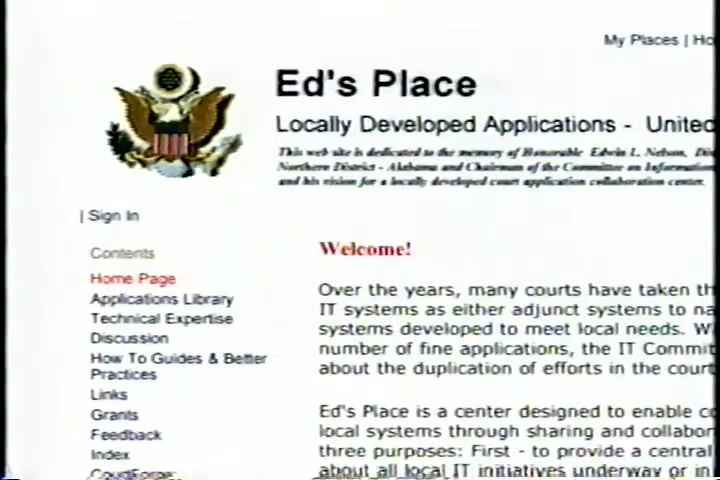 My Places | Ho
Ed's Place
Locally Developed Applications - United
This web site is dedicated to the memory of Honorable Edwin L. Nelson, Dis
Northern District - Alabama and Chairman of the Committee on Information
and his vision for a locally developed court application collaboration center.
| Sign In
Contents
Home Page
Applications Library
Technical Expertise
Discussion
How To Guides & Better
Practices
Links
Grants
Feedback
Index
CourtForge
Welcome!
Over the years, many courts have taken th
IT systems as either adjunct systems to na
systems developed to meet local needs. W
number of fine applications, the IT Commit
about the duplication of efforts in the court
Ed's Place is a center designed to enable co
local systems through sharing and collabor
three purposes: First - to provide a central
about all local IT initiatives underway or in